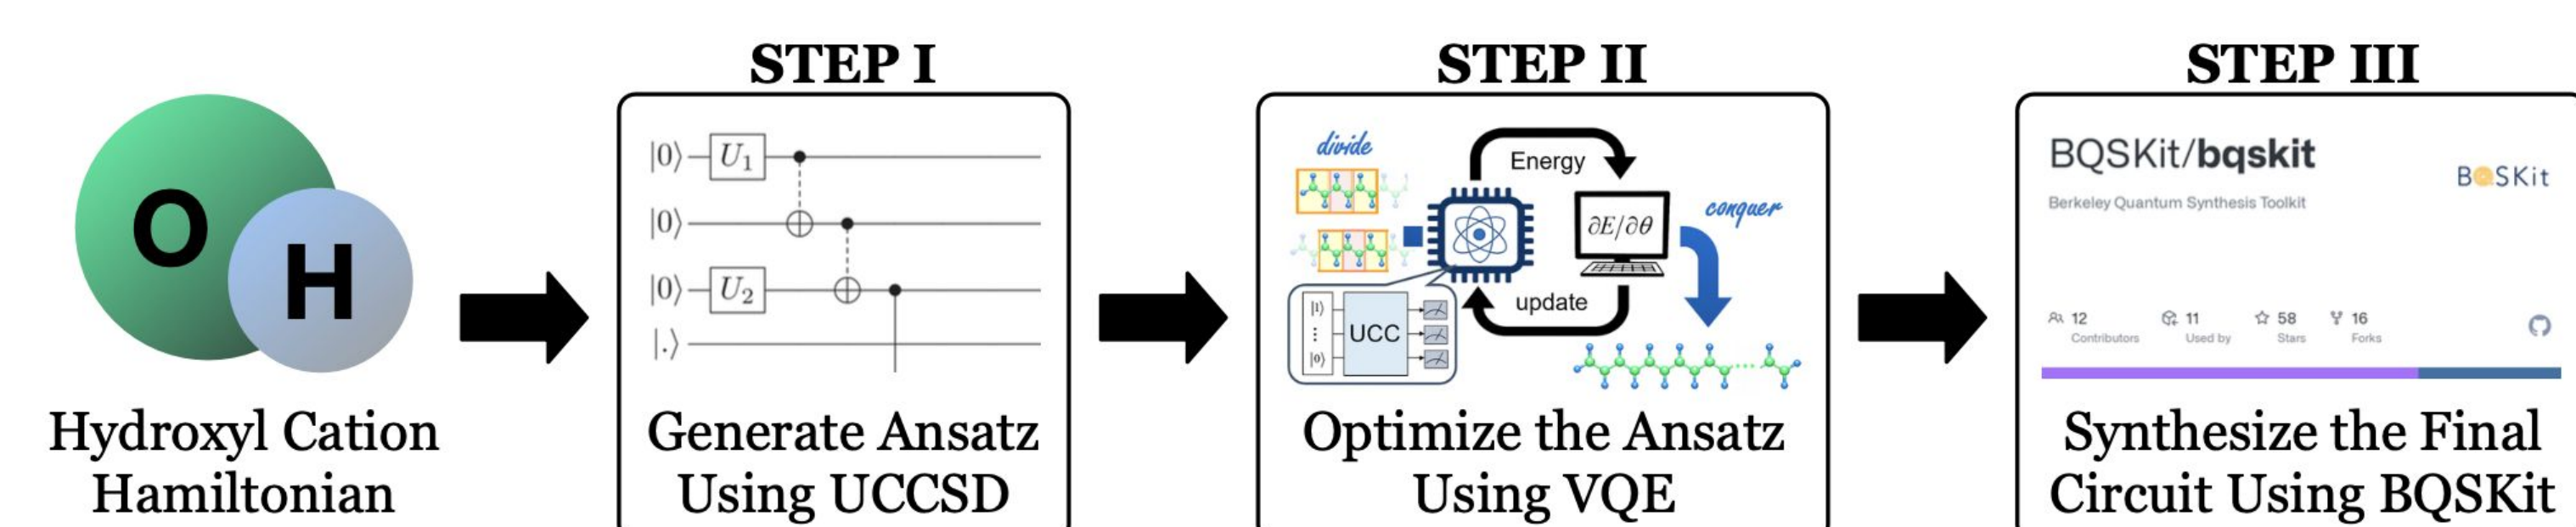 O
H
Hydroxyl Cation
Hamiltonian
STEP I
|0⟩ U₁
|0⟩
|0⟩ U₂
|.⟩
Generate Ansatz
Using UCCSD
STEP II
divide
Energy
∂E/∂θ
conquer
update
|1⟩
⋮
|0⟩
UCC
Optimize the Ansatz
Using VQE
STEP III
BQSKit/bqskit
BQSKit
Berkeley Quantum Synthesis Toolkit
12 11 58 16
Contributors Used by Stars Forks
Synthesize the Final
Circuit Using BQSKit